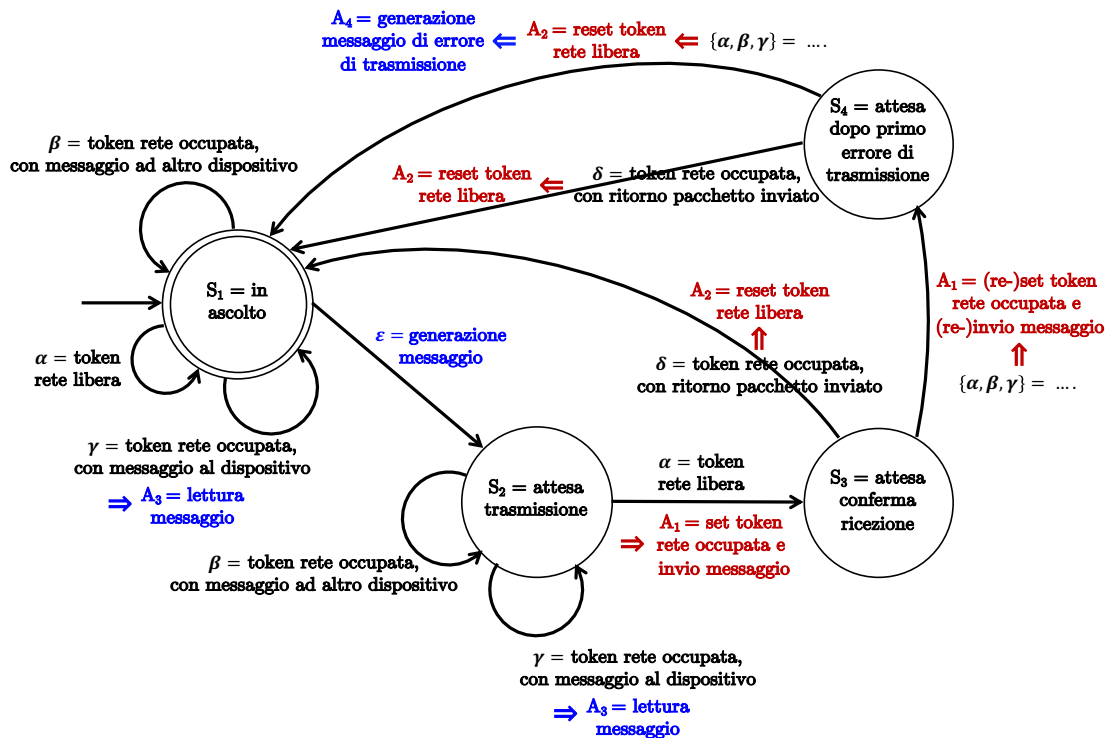 A₄ = generazione
messaggio di errore
di trasmissione
⇐
A₂ = reset token
rete libera
⇐
{α, β, γ} = ….
S₄ = attesa
dopo primo
errore di
trasmissione
β = token rete occupata,
con messaggio ad altro dispositivo
A₂ = reset token
rete libera
⇐
δ = token rete occupata,
con ritorno pacchetto inviato
S₁ = in
ascolto
A₁ = (re-)set token
rete occupata e
(re-)invio messaggio
⇑
{α, β, γ} = ….
A₂ = reset token
rete libera
⇑
δ = token rete occupata,
con ritorno pacchetto inviato
ε = generazione
messaggio
α = token
rete libera
γ = token rete occupata,
con messaggio al dispositivo
⇒ A₃ = lettura
messaggio
S₂ = attesa
trasmissione
α = token
rete libera
⇒ A₁ = set token
rete occupata e
invio messaggio
S₃ = attesa
conferma
ricezione
β = token rete occupata,
con messaggio ad altro dispositivo
γ = token rete occupata,
con messaggio al dispositivo
⇒ A₃ = lettura
messaggio